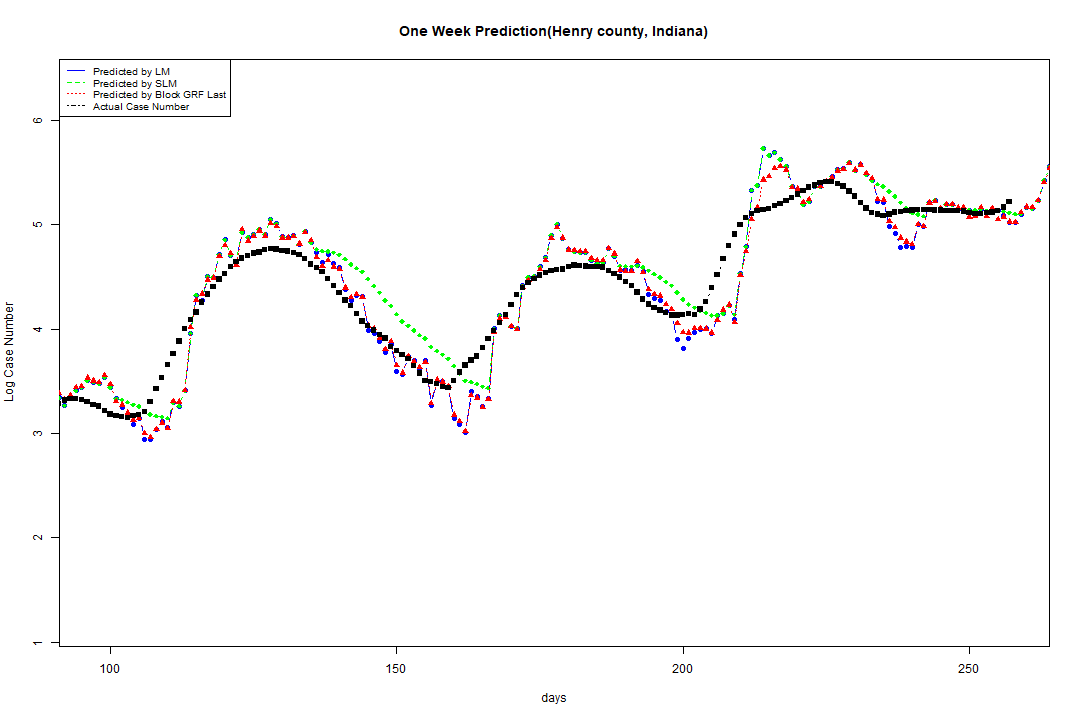 One Week Prediction(Henry county, Indiana)
Predicted by LM
Predicted by SLM
Predicted by Block GRF Last
Actual Case Number
6
5
4
3
2
1
Log Case Number
100 150 200 250
days